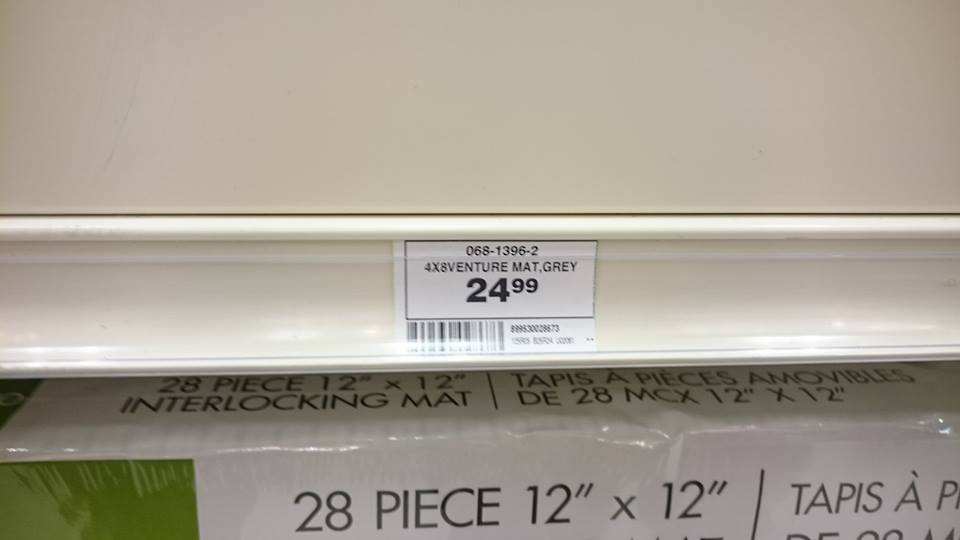 068-1396-2
4X8VENTURE MAT,GREY
24.99
28 PIECE 12" x 12" | TAPIS À PIÈCES AMOVIBLES
INTERLOCKING MAT | DE 28 MCX 12" X 12"
28 PIECE 12" x 12" | TAPIS À